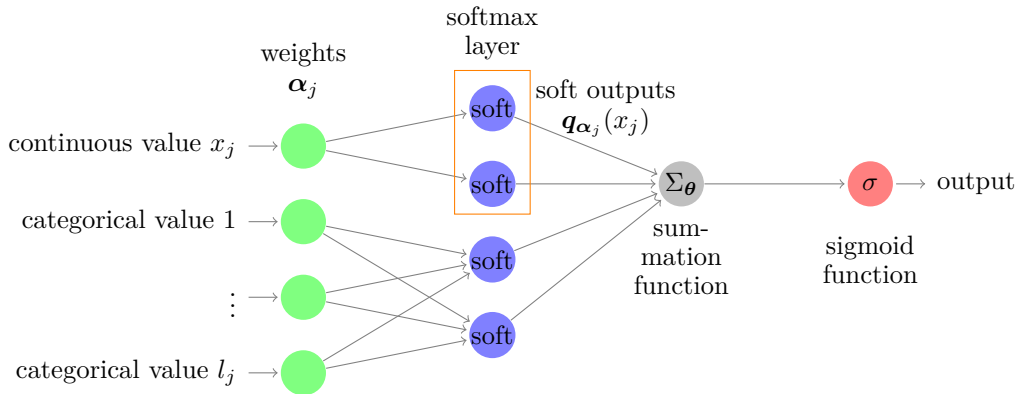 softmax
layer
weights
α_j
soft outputs
q_{α_j}(x_j)
continuous value x_j
categorical value 1
⋮
categorical value l_j
soft
soft
soft
soft
Σ_θ
sum-
mation
function
σ
sigmoid
function
output